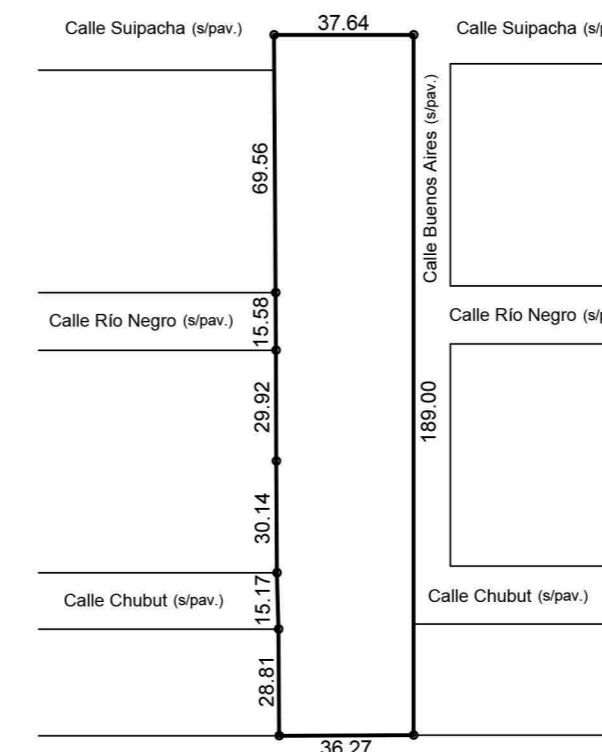 37.64
Calle Suipacha (s/pav.)
Calle Suipacha (s/p
Calle Buenos Aires (s/pav.)
69.56
15.58
Calle Río Negro (s/pav.)
Calle Río Negro (s/p
29.92
189.00
30.14
15.17
Calle Chubut (s/pav.)
Calle Chubut (s/pav.)
28.81
36.27